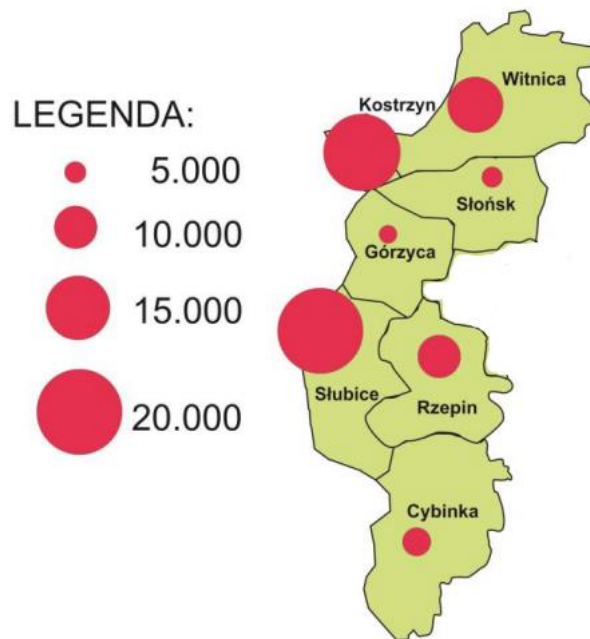 LEGENDA:
5.000
10.000
15.000
20.000
Witnica
Kostrzyn
Słońsk
Górzyca
Słubice
Rzepin
Cybinka